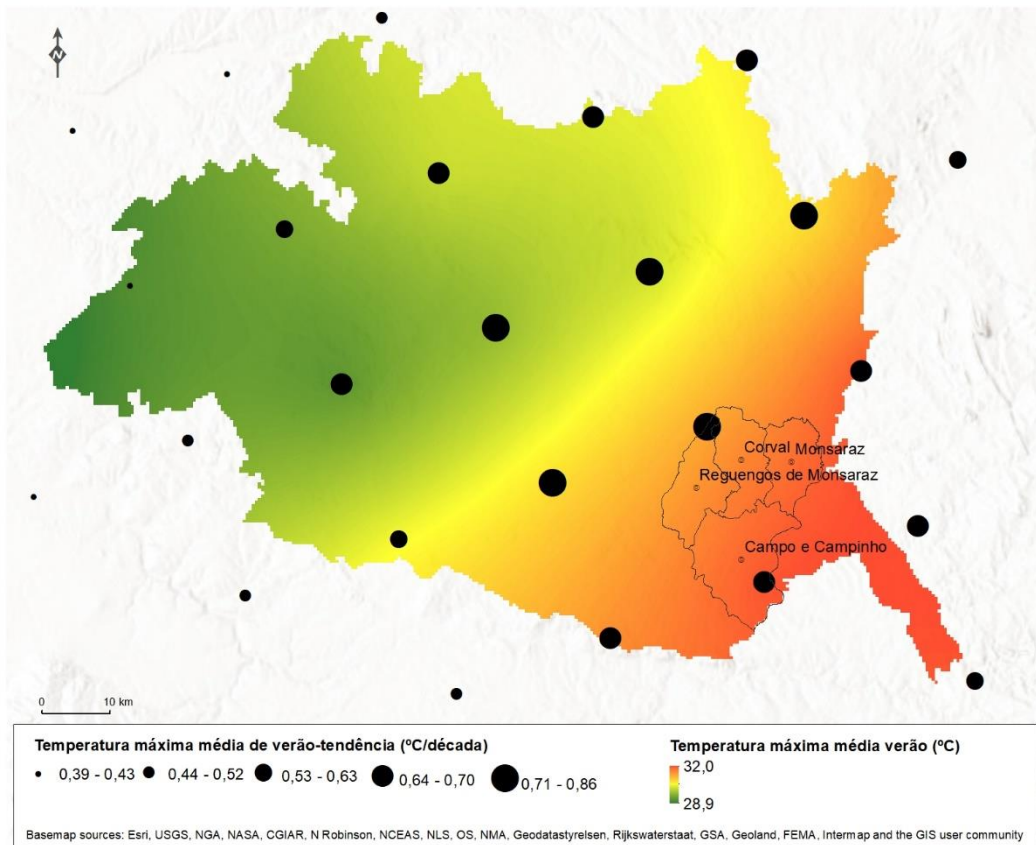 N
Corval
Monsaraz
Reguengos de Monsaraz
Campo e Campinho
0 10 km
Temperatura máxima média de verão-tendência (ºC/década)
0,39 - 0,43 0,44 - 0,52 0,53 - 0,63 0,64 - 0,70 0,71 - 0,86
Temperatura máxima média verão (ºC)
32,0
28,9
Basemap sources: Esri, USGS, NGA, NASA, CGIAR, N Robinson, NCEAS, NLS, OS, NMA, Geodatastyrelsen, Rijkswaterstaat, GSA, Geoland, FEMA, Intermap and the GIS user community